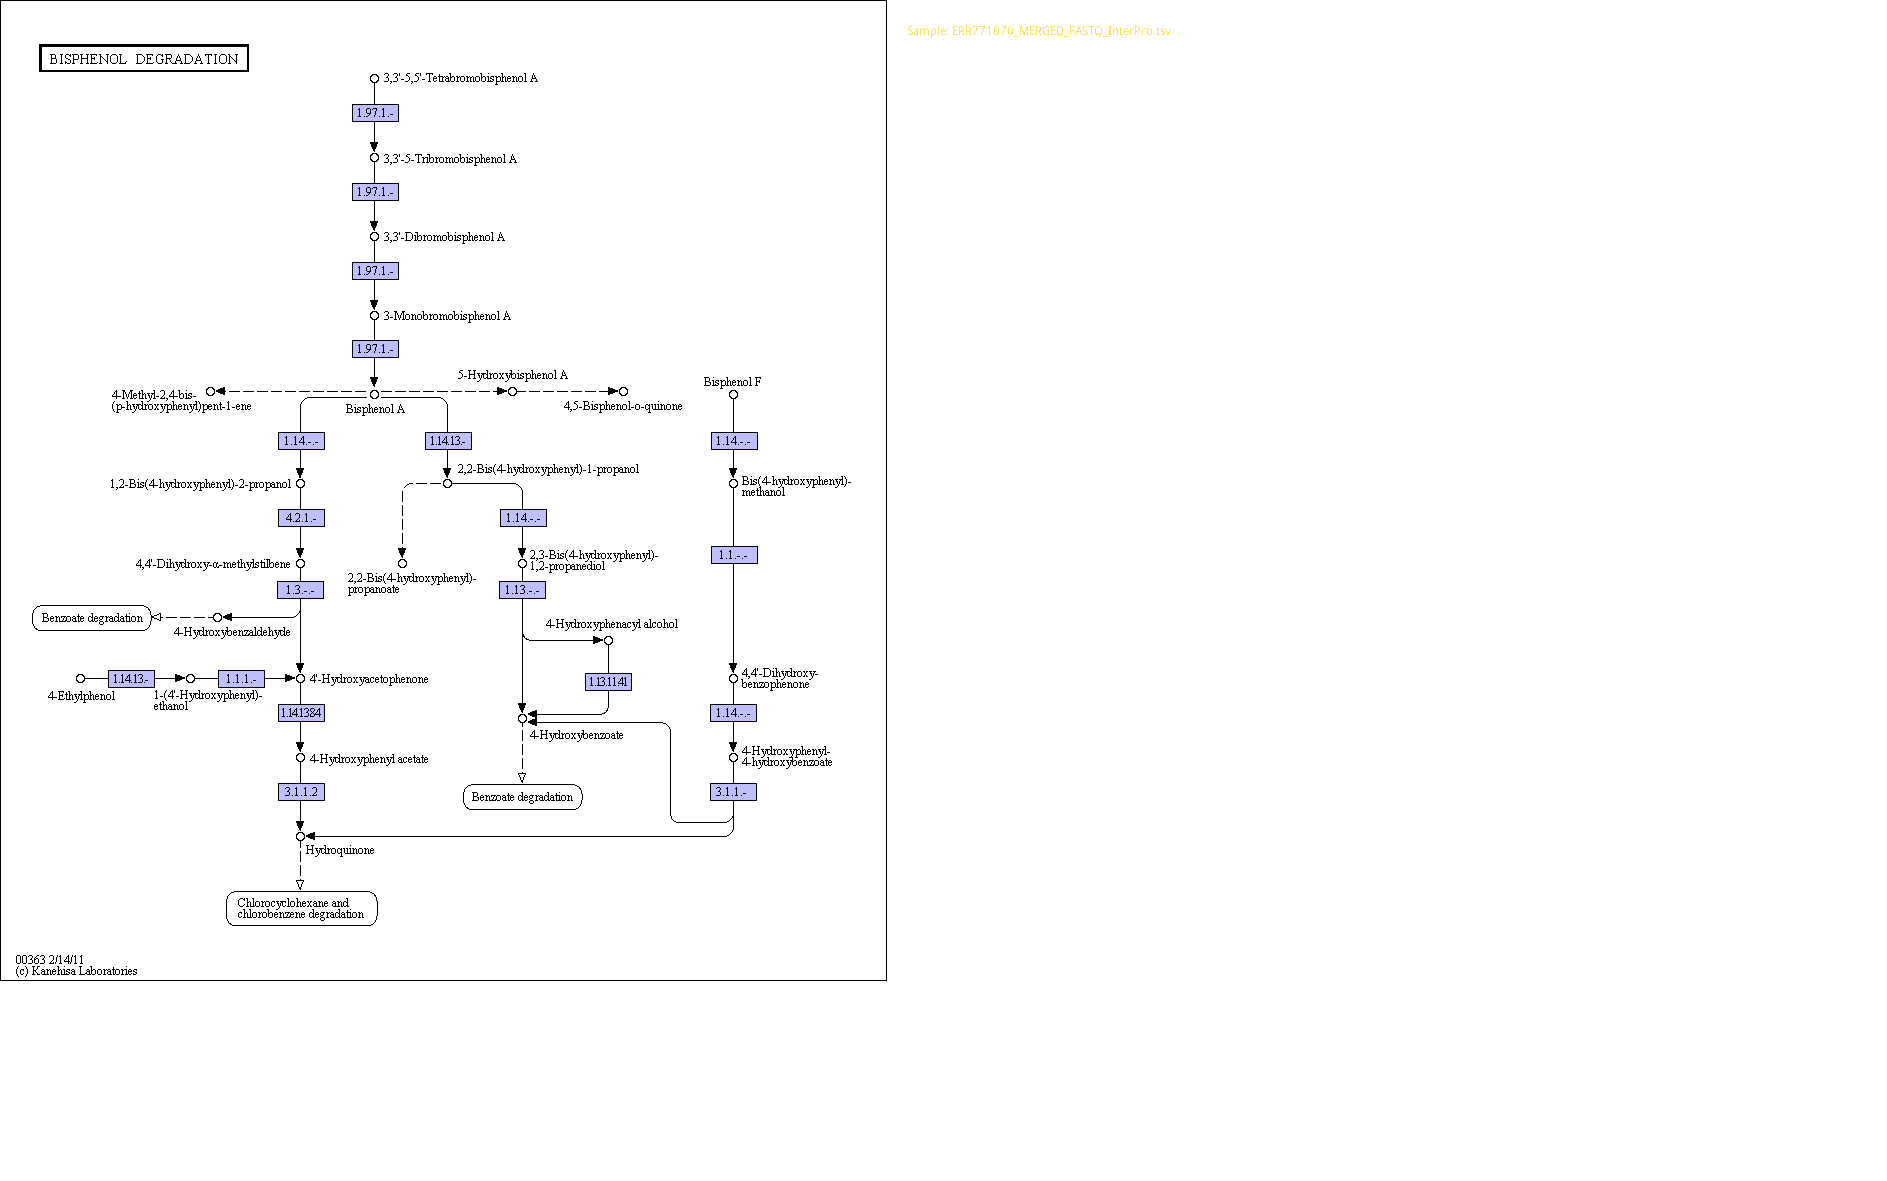 Sample: ERR771070_MERGED_FASTQ_InterPro.tsv
BISPHENOL DEGRADATION
3,3'-5,5'-Tetrabromobisphenol A
1.97.1.-
3,3'-5-Tribromobisphenol A
1.97.1.-
3,3'-Dibromobisphenol A
1.97.1.-
3-Monobromobisphenol A
1.97.1.-
5-Hydroxybisphenol A
Bisphenol F
4-Methyl-2,4-bis-
(p-hydroxyphenyl)pent-1-ene
Bisphenol A
4,5-Bisphenol-o-quinone
1.14.-.-
1.14.13.-
1.14.-.-
2,2-Bis(4-hydroxyphenyl)-1-propanol
1,2-Bis(4-hydroxyphenyl)-2-propanol
Bis(4-hydroxyphenyl)-
methanol
4.2.1.-
1.14.-.-
1.1.-.-
4,4'-Dihydroxy-α-methylstilbene
2,3-Bis(4-hydroxyphenyl)-
1,2-propanediol
2,2-Bis(4-hydroxyphenyl)-
propanoate
1.3.-.-
1.13.-.-
Benzoate degradation
4-Hydroxybenzaldehyde
4-Hydroxyphenacyl alcohol
1.14.13.-
1.1.1.-
4'-Hydroxyacetophenone
1.13.11.41
4,4'-Dihydroxy-
benzophenone
4-Ethylphenol
1-(4'-Hydroxyphenyl)-
ethanol
1.14.13.84
1.14.-.-
4-Hydroxybenzoate
4-Hydroxyphenyl acetate
4-Hydroxyphenyl-
4-hydroxybenzoate
3.1.1.2
Benzoate degradation
3.1.1.-
Hydroquinone
Chlorocyclohexane and
chlorobenzene degradation
00363 2/14/11
(c) Kanehisa Laboratories